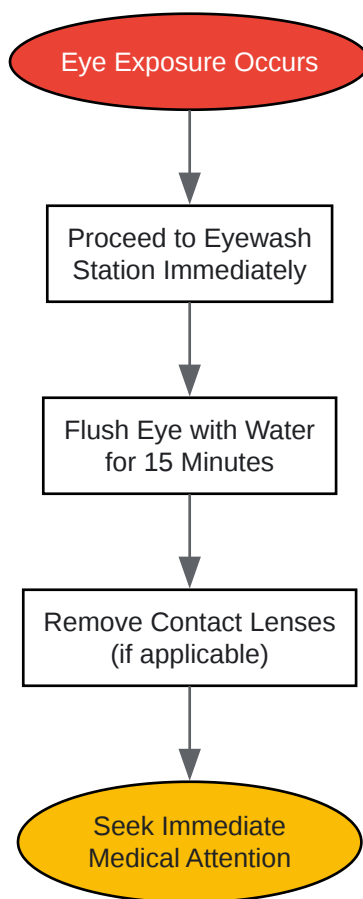 Eye Exposure Occurs
Proceed to Eyewash
Station Immediately
Flush Eye with Water
for 15 Minutes
Remove Contact Lenses
(if applicable)
Seek Immediate
Medical Attention